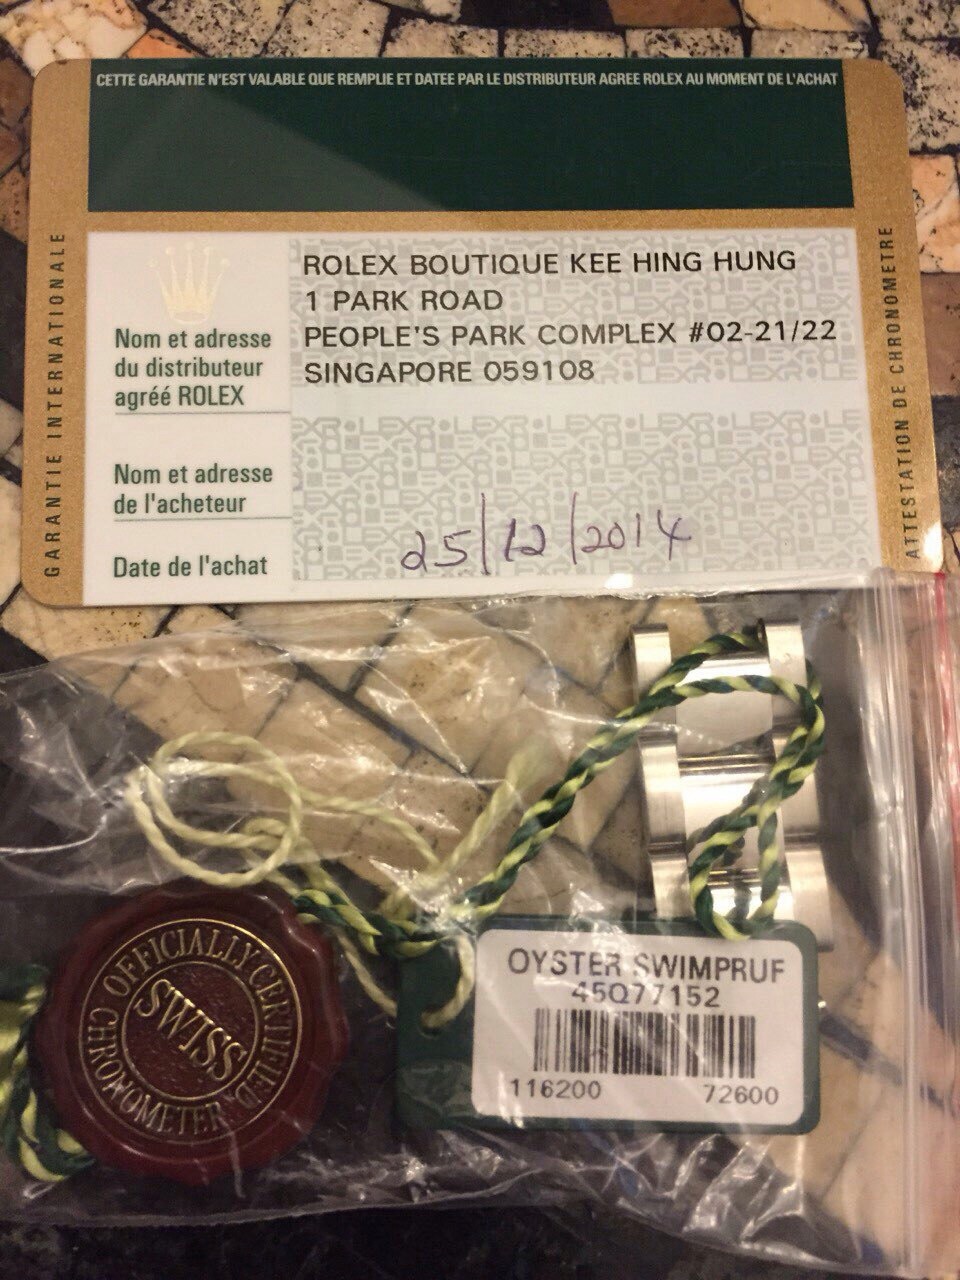 CETTE GARANTIE N'EST VALABLE QUE REMPLIE ET DATEE PAR LE DISTRIBUTEUR AGREE ROLEX AU MOMENT DE L'ACHAT
GARANTIE INTERNATIONALE
ROLEX BOUTIQUE KEE HING HUNG
1 PARK ROAD
PEOPLE'S PARK COMPLEX #02-21/22
SINGAPORE 059108
Nom et adresse
du distributeur
agréé ROLEX
Nom et adresse
de l'acheteur
Date de l'achat
25/12/2014
ATTESTATION DE CHRONOMETRE
OFFICIALLY CERTIFIED
CHRONOMETER
SWISS
OYSTER SWIMPRUF
45Q77152
116200 72600